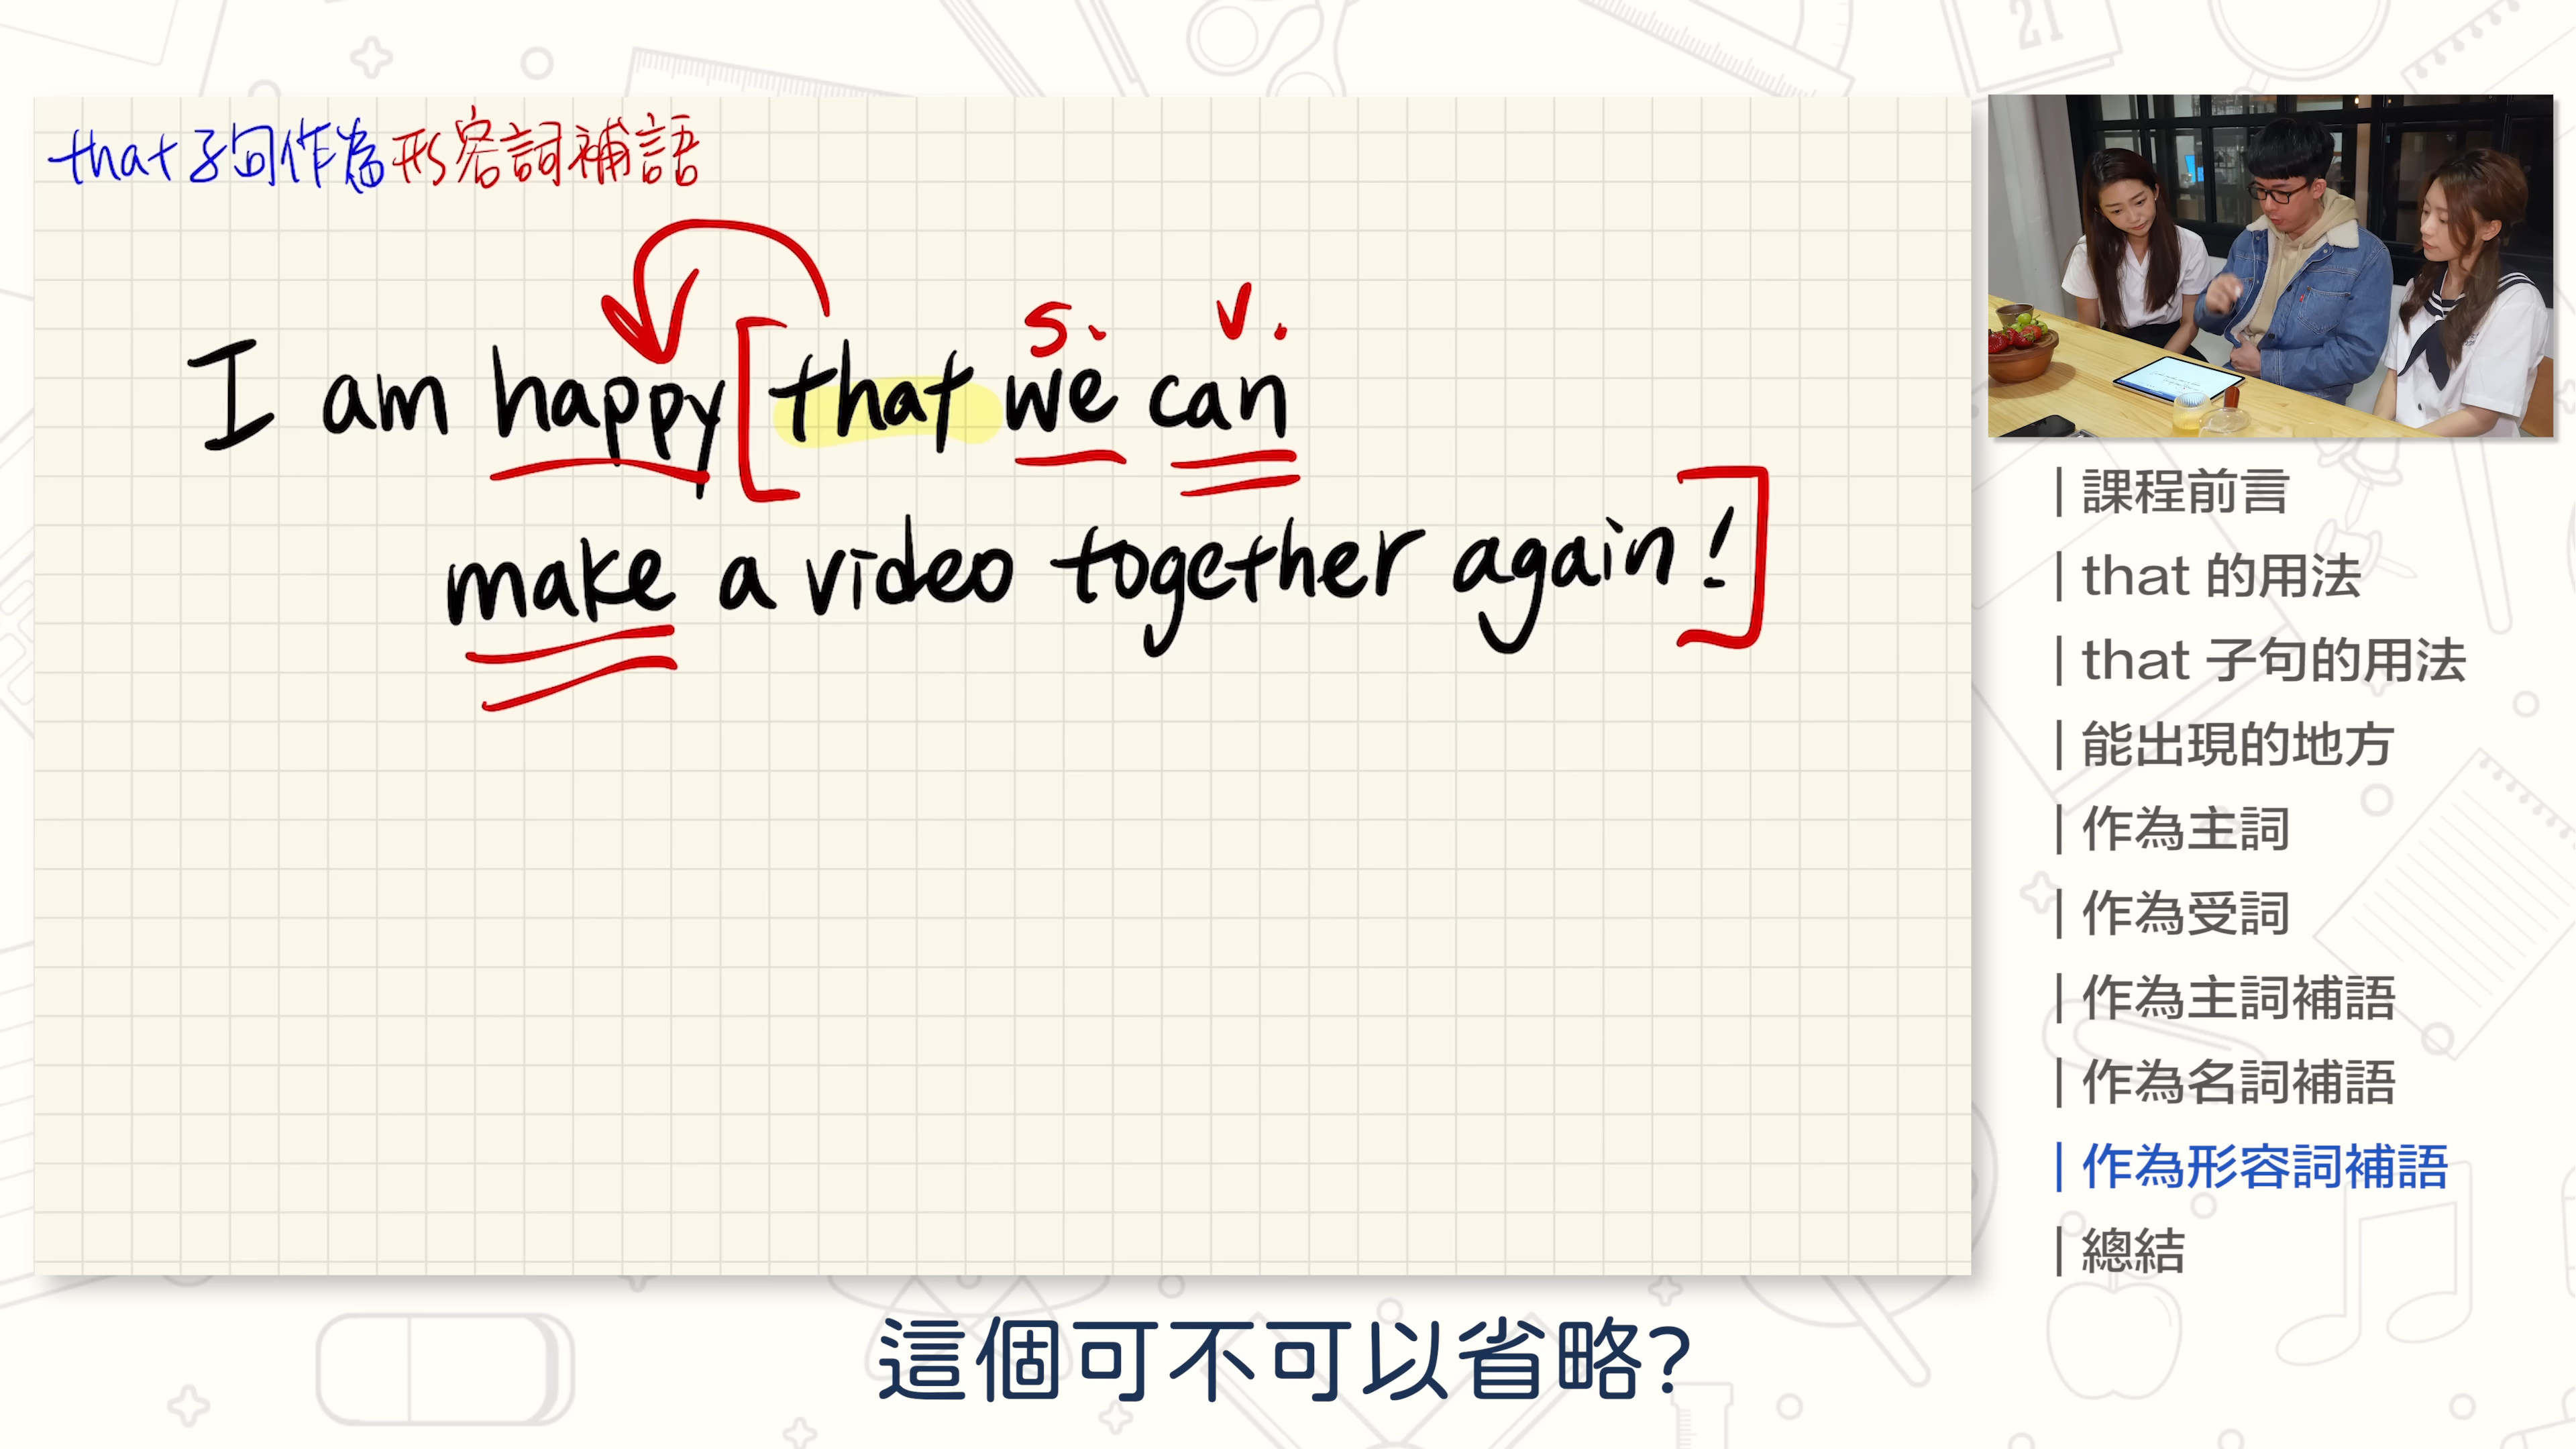 that子句作為形容詞補語
s. v.
I am happy [that we can
make a video together again!]
21
| 課程前言
| that 的用法
| that 子句的用法
| 能出現的地方
| 作為主詞
| 作為受詞
| 作為主詞補語
| 作為名詞補語
| 作為形容詞補語
| 總結
這個可不可以省略?